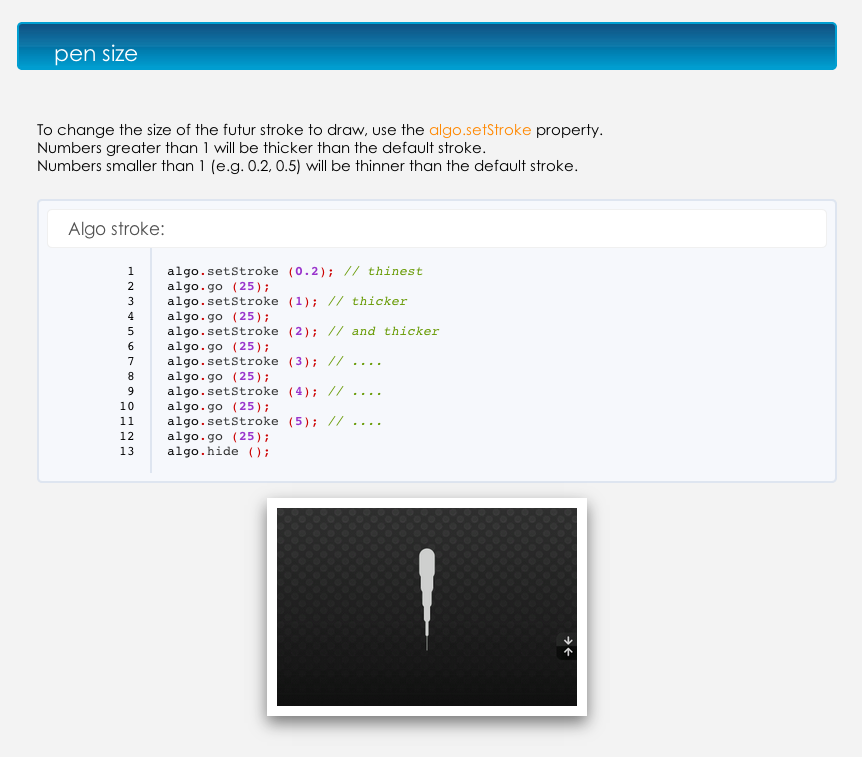 pen size
To change the size of the futur stroke to draw, use the algo.setStroke property.
Numbers greater than 1 will be thicker than the default stroke.
Numbers smaller than 1 (e.g. 0.2, 0.5) will be thinner than the default stroke.
Algo stroke:
1 algo.setStroke (0.2); // thinest
2 algo.go (25);
3 algo.setStroke (1); // thicker
4 algo.go (25);
5 algo.setStroke (2); // and thicker
6 algo.go (25);
7 algo.setStroke (3); // ....
8 algo.go (25);
9 algo.setStroke (4); // ....
10 algo.go (25);
11 algo.setStroke (5); // ....
12 algo.go (25);
13 algo.hide ();